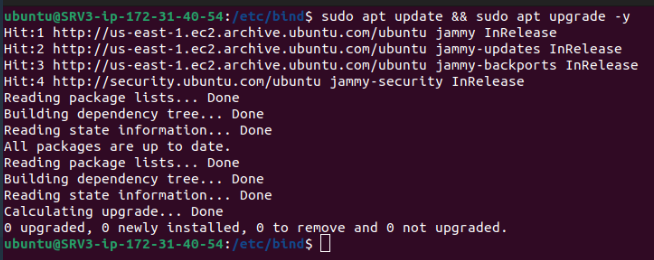 ubuntu@SRV3-ip-172-31-40-54:/etc/bind$ sudo apt update && sudo apt upgrade -y
Hit:1 http://us-east-1.ec2.archive.ubuntu.com/ubuntu jammy InRelease
Hit:2 http://us-east-1.ec2.archive.ubuntu.com/ubuntu jammy-updates InRelease
Hit:3 http://us-east-1.ec2.archive.ubuntu.com/ubuntu jammy-backports InRelease
Hit:4 http://security.ubuntu.com/ubuntu jammy-security InRelease
Reading package lists... Done
Building dependency tree... Done
Reading state information... Done
All packages are up to date.
Reading package lists... Done
Building dependency tree... Done
Reading state information... Done
Calculating upgrade... Done
0 upgraded, 0 newly installed, 0 to remove and 0 not upgraded.
ubuntu@SRV3-ip-172-31-40-54:/etc/bind$